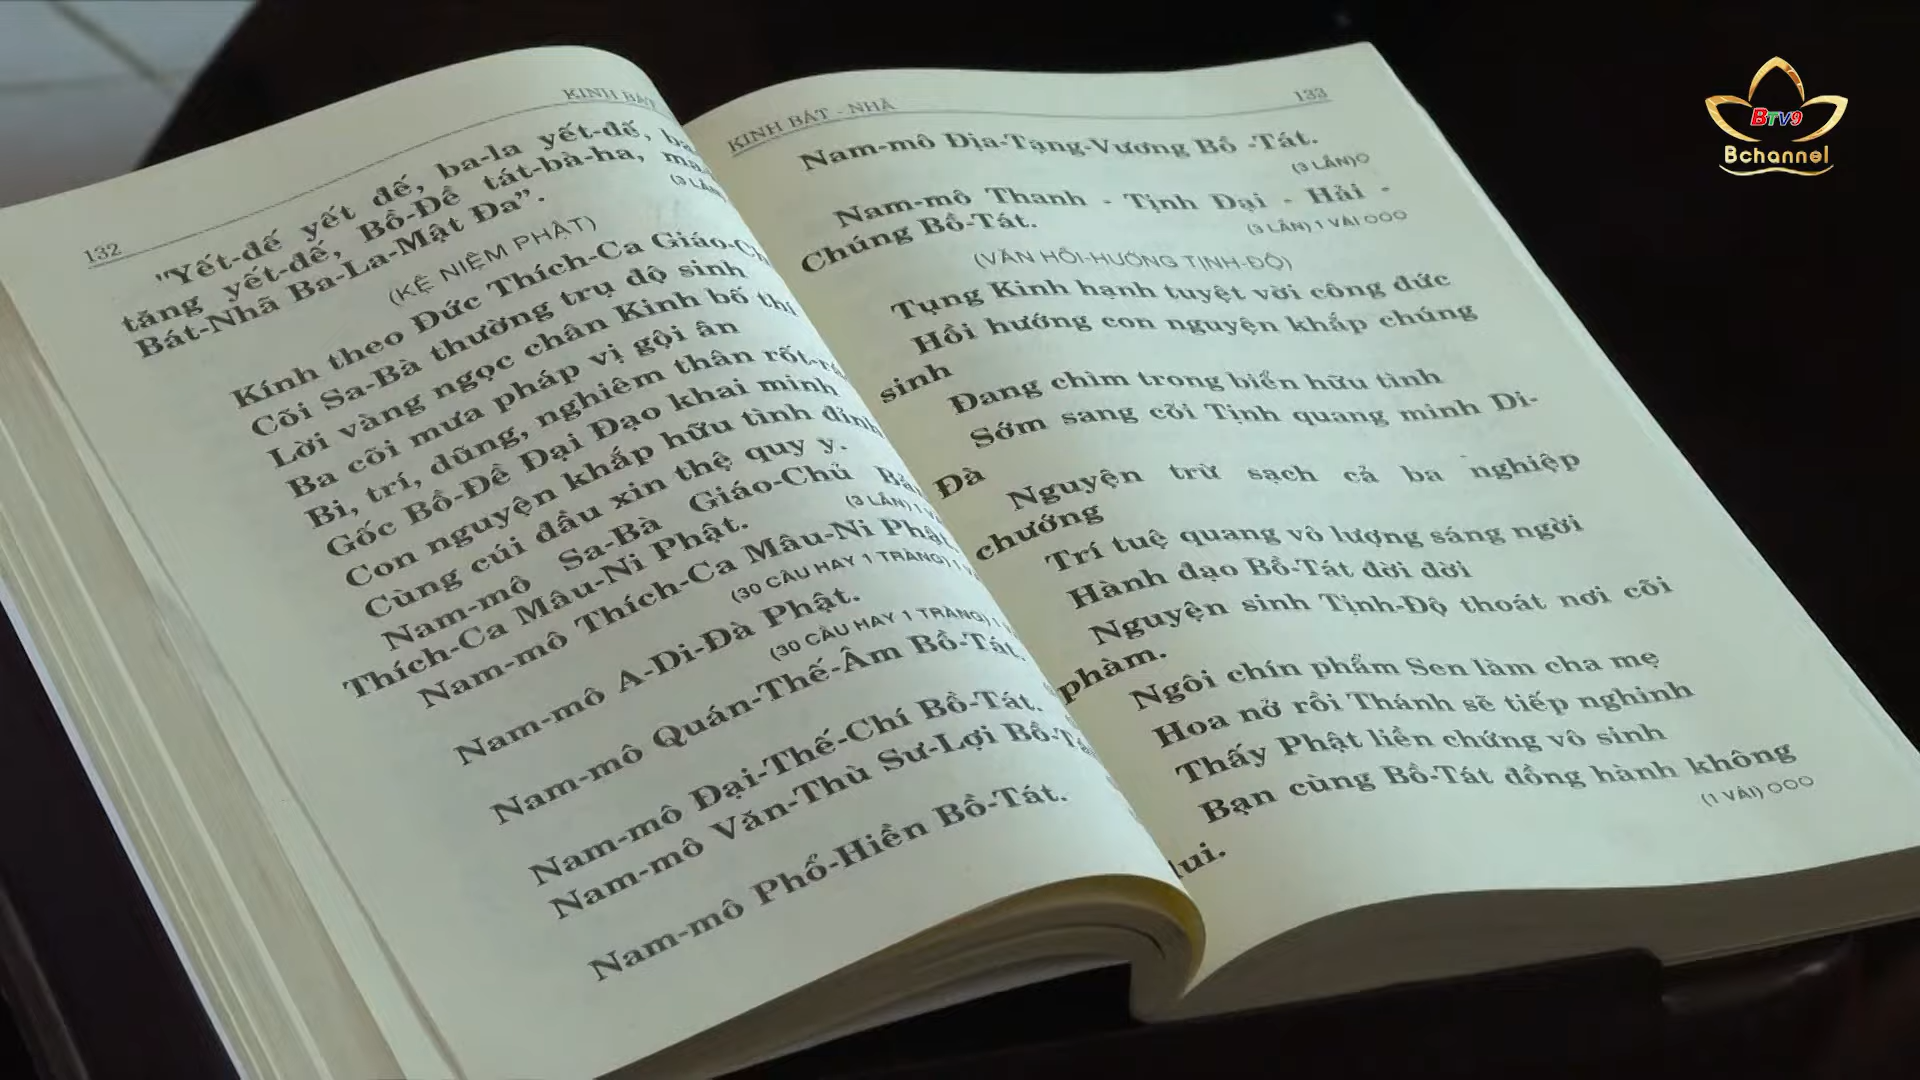 132
KINH BÁT
"Yết-đế yết đế, ba-la yết-đế,
tăng yết-đế, Bồ-Đề tát-bà-ha,
(3 LẦN)
Bát-Nhã Ba-La-Mật Đa".
(KỆ NIỆM PHẬT)
Kính theo Đức Thích-Ca Giáo-Ch
Cõi Sa-Bà thường trụ độ sinh
Lời vàng ngọc chân Kinh bố thí
Ba cõi mưa pháp vị gội ân
Bi, trí, dũng, nghiêm thân rốt-
Gốc Bồ-Đề Đại Đạo khai minh
Con nguyện khắp hữu tình đỉnh
Cùng cúi đầu xin thệ quy y.
Nam-mô Sa-Bà Giáo-Chủ
Thích-Ca Mâu-Ni Phật.
(3 LẦN) 1
Nam-mô Thích-Ca Mâu-Ni Phật.
(30 CÂU HAY 1 TRÀNG) 1
Nam-mô A-Di-Đà Phật.
(30 CÂU HAY 1 TRÀNG) 1
Nam-mô Quán-Thế-Âm Bồ-Tát.
Nam-mô Đại-Thế-Chí Bồ-Tát.
Nam-mô Văn-Thù Sư-Lợi Bồ-Tá
Nam-mô Phổ-Hiền Bồ-Tát.
KINH BÁT - NHÃ
133
Nam-mô Địa-Tạng-Vương Bồ -Tát.
(3 LẦN)○
Nam-mô Thanh - Tịnh Đại - Hải -
Chúng Bồ-Tát.
(3 LẦN) 1 VÁI ○○○
(VĂN HỒI-HƯỚNG TỊNH-ĐỘ)
Tụng Kinh hạnh tuyệt vời công đức
Hồi hướng con nguyện khắp chúng
sinh
Đang chìm trong biển hữu tình
Sớm sang cõi Tịnh quang minh Di-
Đà
Nguyện trừ sạch cả ba nghiệp
chướng
Trí tuệ quang vô lượng sáng ngời
Hành đạo Bồ-Tát đời đời
Nguyện sinh Tịnh-Độ thoát nơi cõi
phàm.
Ngôi chín phẩm Sen làm cha mẹ
Hoa nở rồi Thánh sẽ tiếp nghinh
Thấy Phật liền chứng vô sinh
Bạn cùng Bồ-Tát đồng hành không
lui.
(1 VÁI) ○○○
BTV9
Bchannel